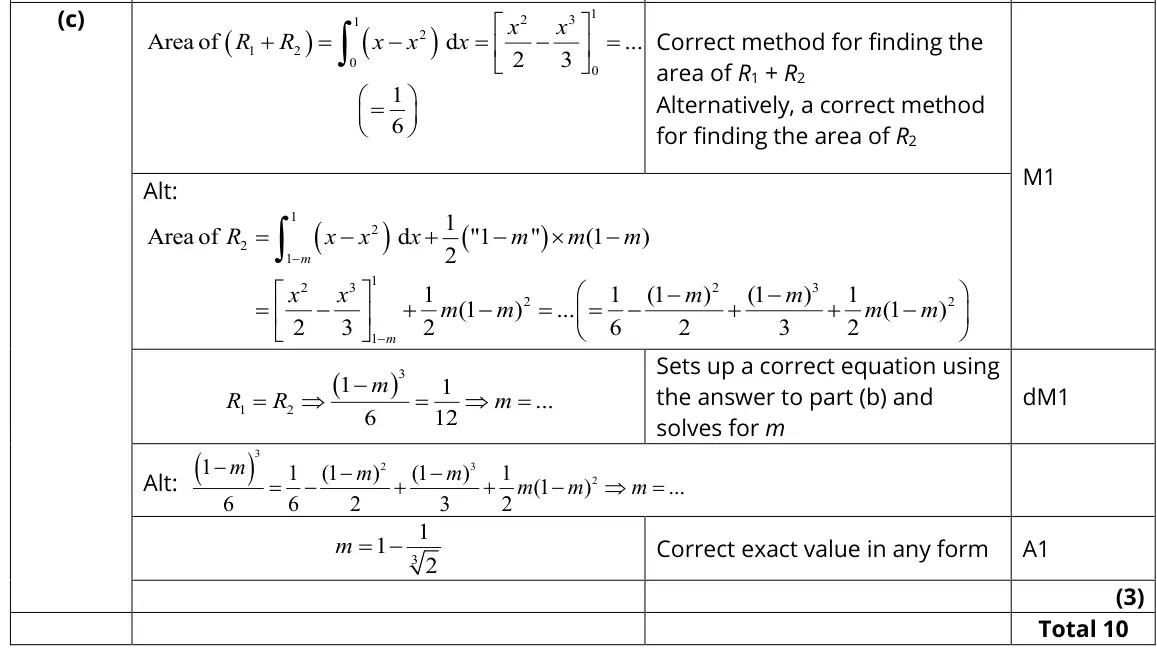 (c)
Area of (R₁ + R₂) = ∫₀¹ (x − x²) dx = [x²/2 − x³/3]₀¹ = ...
(= 1/6)
Correct method for finding the
area of R₁ + R₂
Alternatively, a correct method
for finding the area of R₂
M1
Alt:
Area of R₂ = ∫₁₋ₘ¹ (x − x²) dx + 1/2 ("1 − m") × m(1 − m)
= [x²/2 − x³/3]₁₋ₘ¹ + 1/2 m(1 − m)² = ... (= 1/6 − (1 − m)²/2 + (1 − m)³/3 + 1/2 m(1 − m)²)
R₁ = R₂ ⇒ (1 − m)³/6 = 1/12 ⇒ m = ...
Sets up a correct equation using
the answer to part (b) and
solves for m
dM1
Alt: (1 − m)³/6 = 1/6 − (1 − m)²/2 + (1 − m)³/3 + 1/2 m(1 − m)² ⇒ m = ...
m = 1 − 1/∛2
Correct exact value in any form
A1
(3)
Total 10